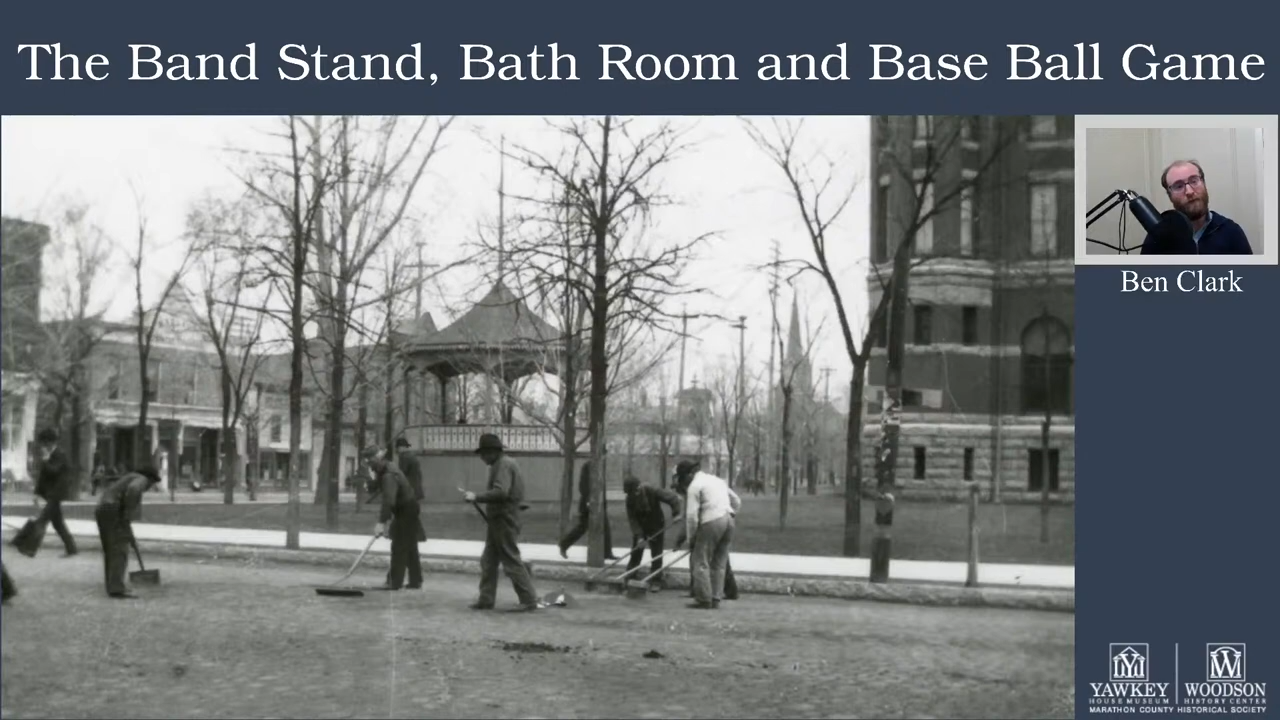 The Band Stand, Bath Room and Base Ball Game
Ben Clark
YAWKEY
HOUSE MUSEUM
WOODSON
HISTORY CENTER
MARATHON COUNTY HISTORICAL SOCIETY